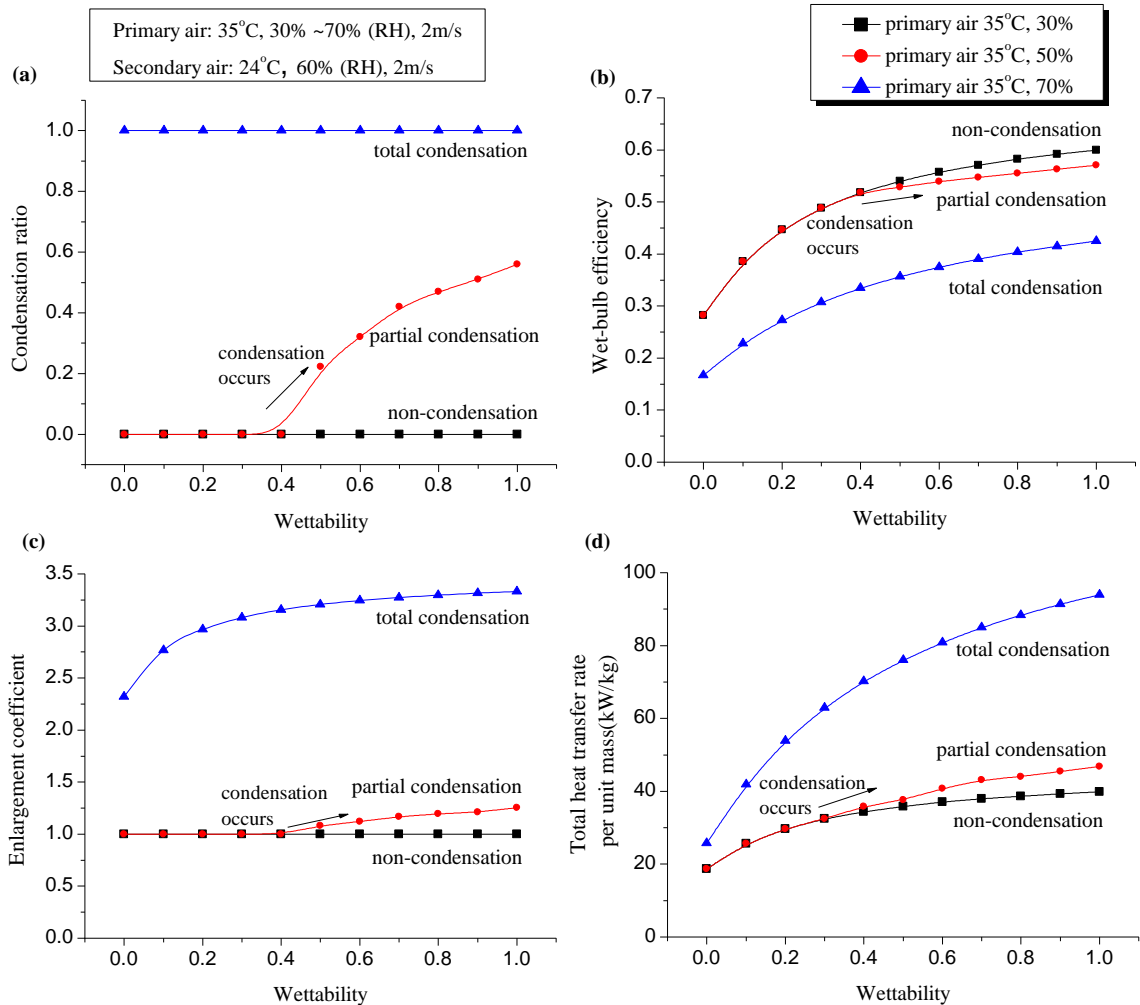 Primary air: 35°C, 30% ~70% (RH), 2m/s
Secondary air: 24°C, 60% (RH), 2m/s
primary air 35°C, 30%
primary air 35°C, 50%
primary air 35°C, 70%
(a)
1.0
0.8
0.6
0.4
0.2
0.0
Condensation ratio
total condensation
partial condensation
condensation
occurs
non-condensation
0.0 0.2 0.4 0.6 0.8 1.0
Wettability
(b)
0.7
0.6
0.5
0.4
0.3
0.2
0.1
0.0
Wet-bulb efficiency
non-condensation
partial condensation
condensation
occurs
total condensation
0.0 0.2 0.4 0.6 0.8 1.0
Wettability
(c)
3.5
3.0
2.5
2.0
1.5
1.0
0.5
0.0
Enlargement coefficient
total condensation
partial condensation
condensation
occurs
non-condensation
0.0 0.2 0.4 0.6 0.8 1.0
Wettability
(d)
100
80
60
40
20
0
Total heat transfer rate
per unit mass(kW/kg)
total condensation
partial condensation
condensation
occurs
non-condensation
0.0 0.2 0.4 0.6 0.8 1.0
Wettability